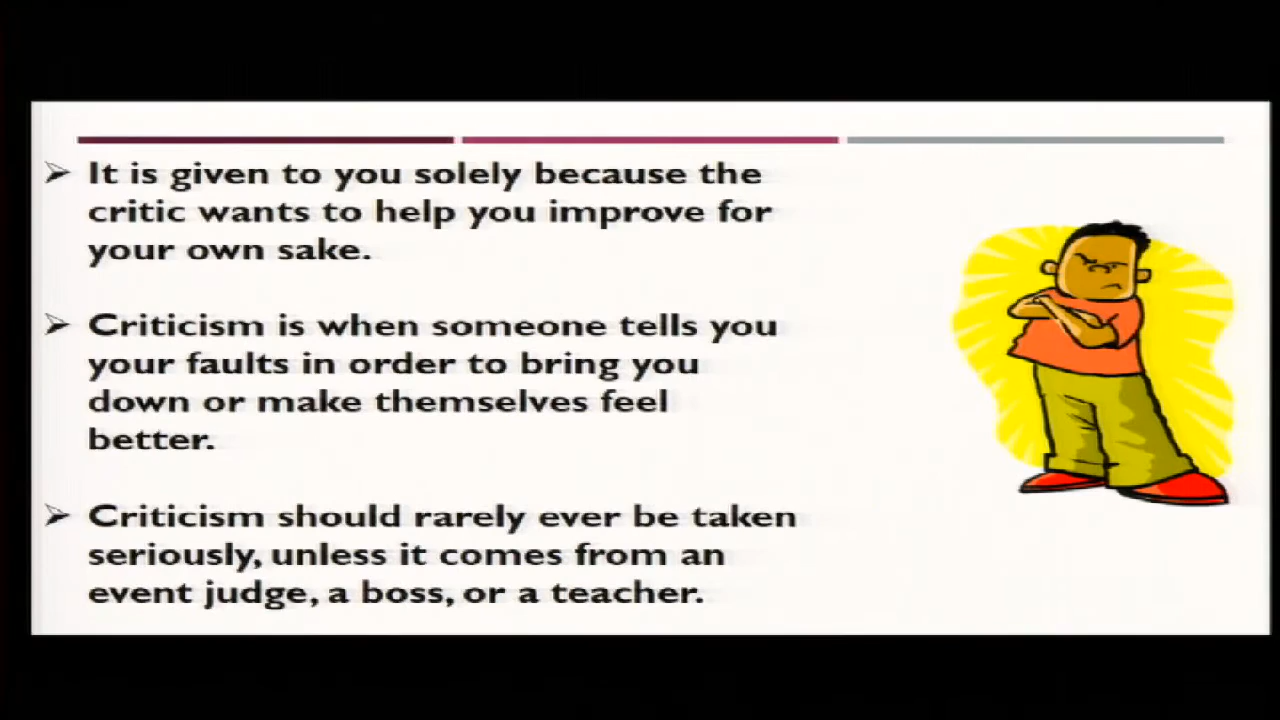 It is given to you solely because the
critic wants to help you improve for
your own sake.
Criticism is when someone tells you
your faults in order to bring you
down or make themselves feel
better.
Criticism should rarely ever be taken
seriously, unless it comes from an
event judge, a boss, or a teacher.